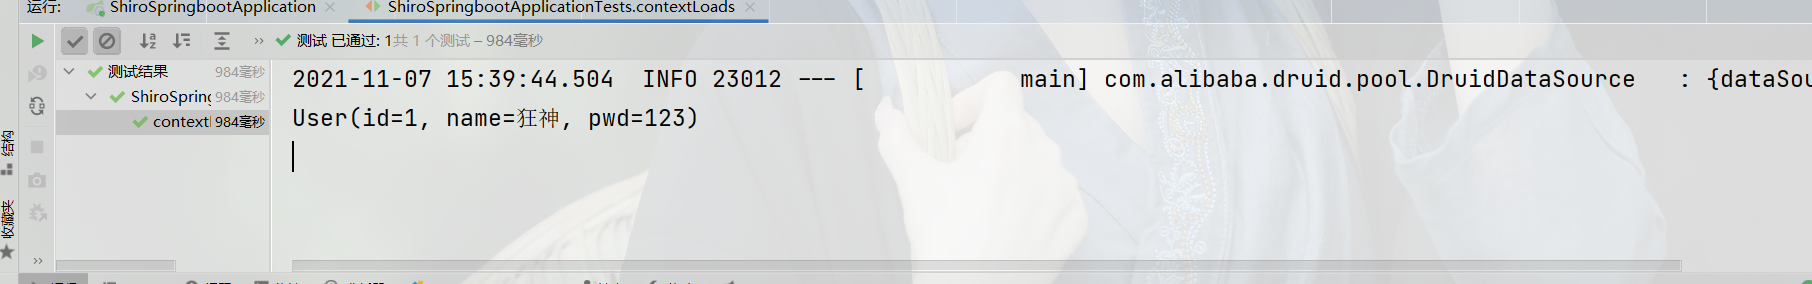 运行: ShiroSpringbootApplication × ShiroSpringbootApplicationTests.contextLoads ×
» 测试 已通过: 1共 1 个测试 – 984毫秒
测试结果 984毫秒
ShiroSpring 984毫秒
contextl 984毫秒
2021-11-07 15:39:44.504  INFO 23012 --- [           main] com.alibaba.druid.pool.DruidDataSource   : {dataSou
User(id=1, name=狂神, pwd=123)
结构
收藏夹
»